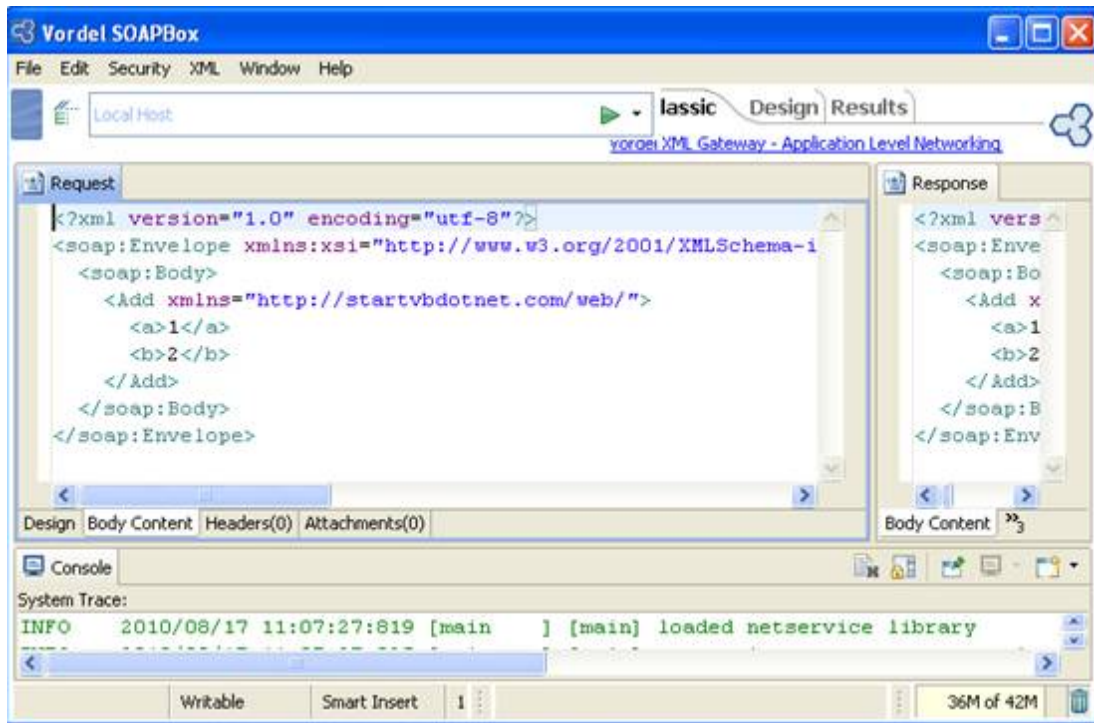 Vordel SOAPBox
File Edit Security XML Window Help
Local Host
lassic Design Results
XML Gateway - Application Level Networking
Request
<?xml version="1.0" encoding="utf-8"?>
<soap:Envelope xmlns:xsi="http://www.w3.org/2001/XMLSchema-i
<soap:Body>
<Add xmlns="http://startvbdotnet.com/web/">
<a>1</a>
<b>2</b>
</Add>
</soap:Body>
</soap:Envelope>
Design Body Content Headers(0) Attachments(0)
Response
<?xml vers
<soap:Enve
<soap:Bo
<Add x
<a>1
<b>2
</Add>
</soap:B
</soap:Env
Body Content »3
Console
System Trace:
INFO 2010/08/17 11:07:27:819 [main ] [main] loaded netservice library
Writable Smart Insert 1 36M of 42M